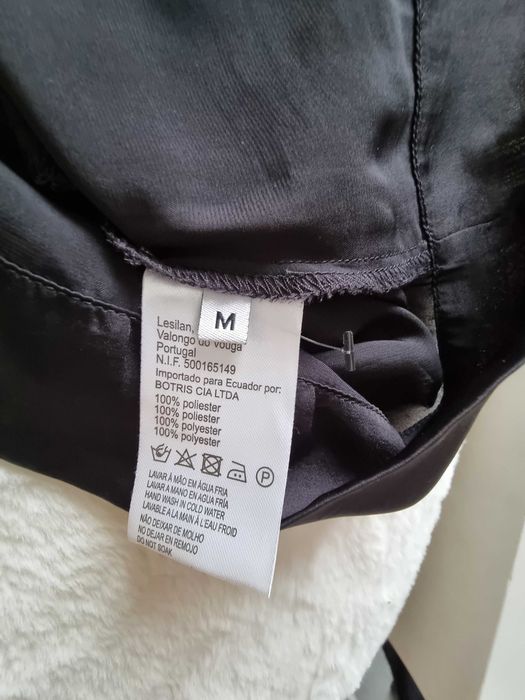 M
Lesilan,
Valongo do Vouga
Portugal
N.I.F. 500165149
Importado para Ecuador por:
BOTRIS CIA LTDA
100% poliester
100% poliester
100% polyester
100% polyester
P
LAVAR À MÃO EM ÁGUA FRIA
LAVAR A MANO EN AGUA FRIA
HAND WASH IN COLD WATER
LAVABLE A LA MAIN À L'EAU FROID
NÃO DEIXAR DE MOLHO
NO DEJAR EN REMOJO
DO NOT SOAK